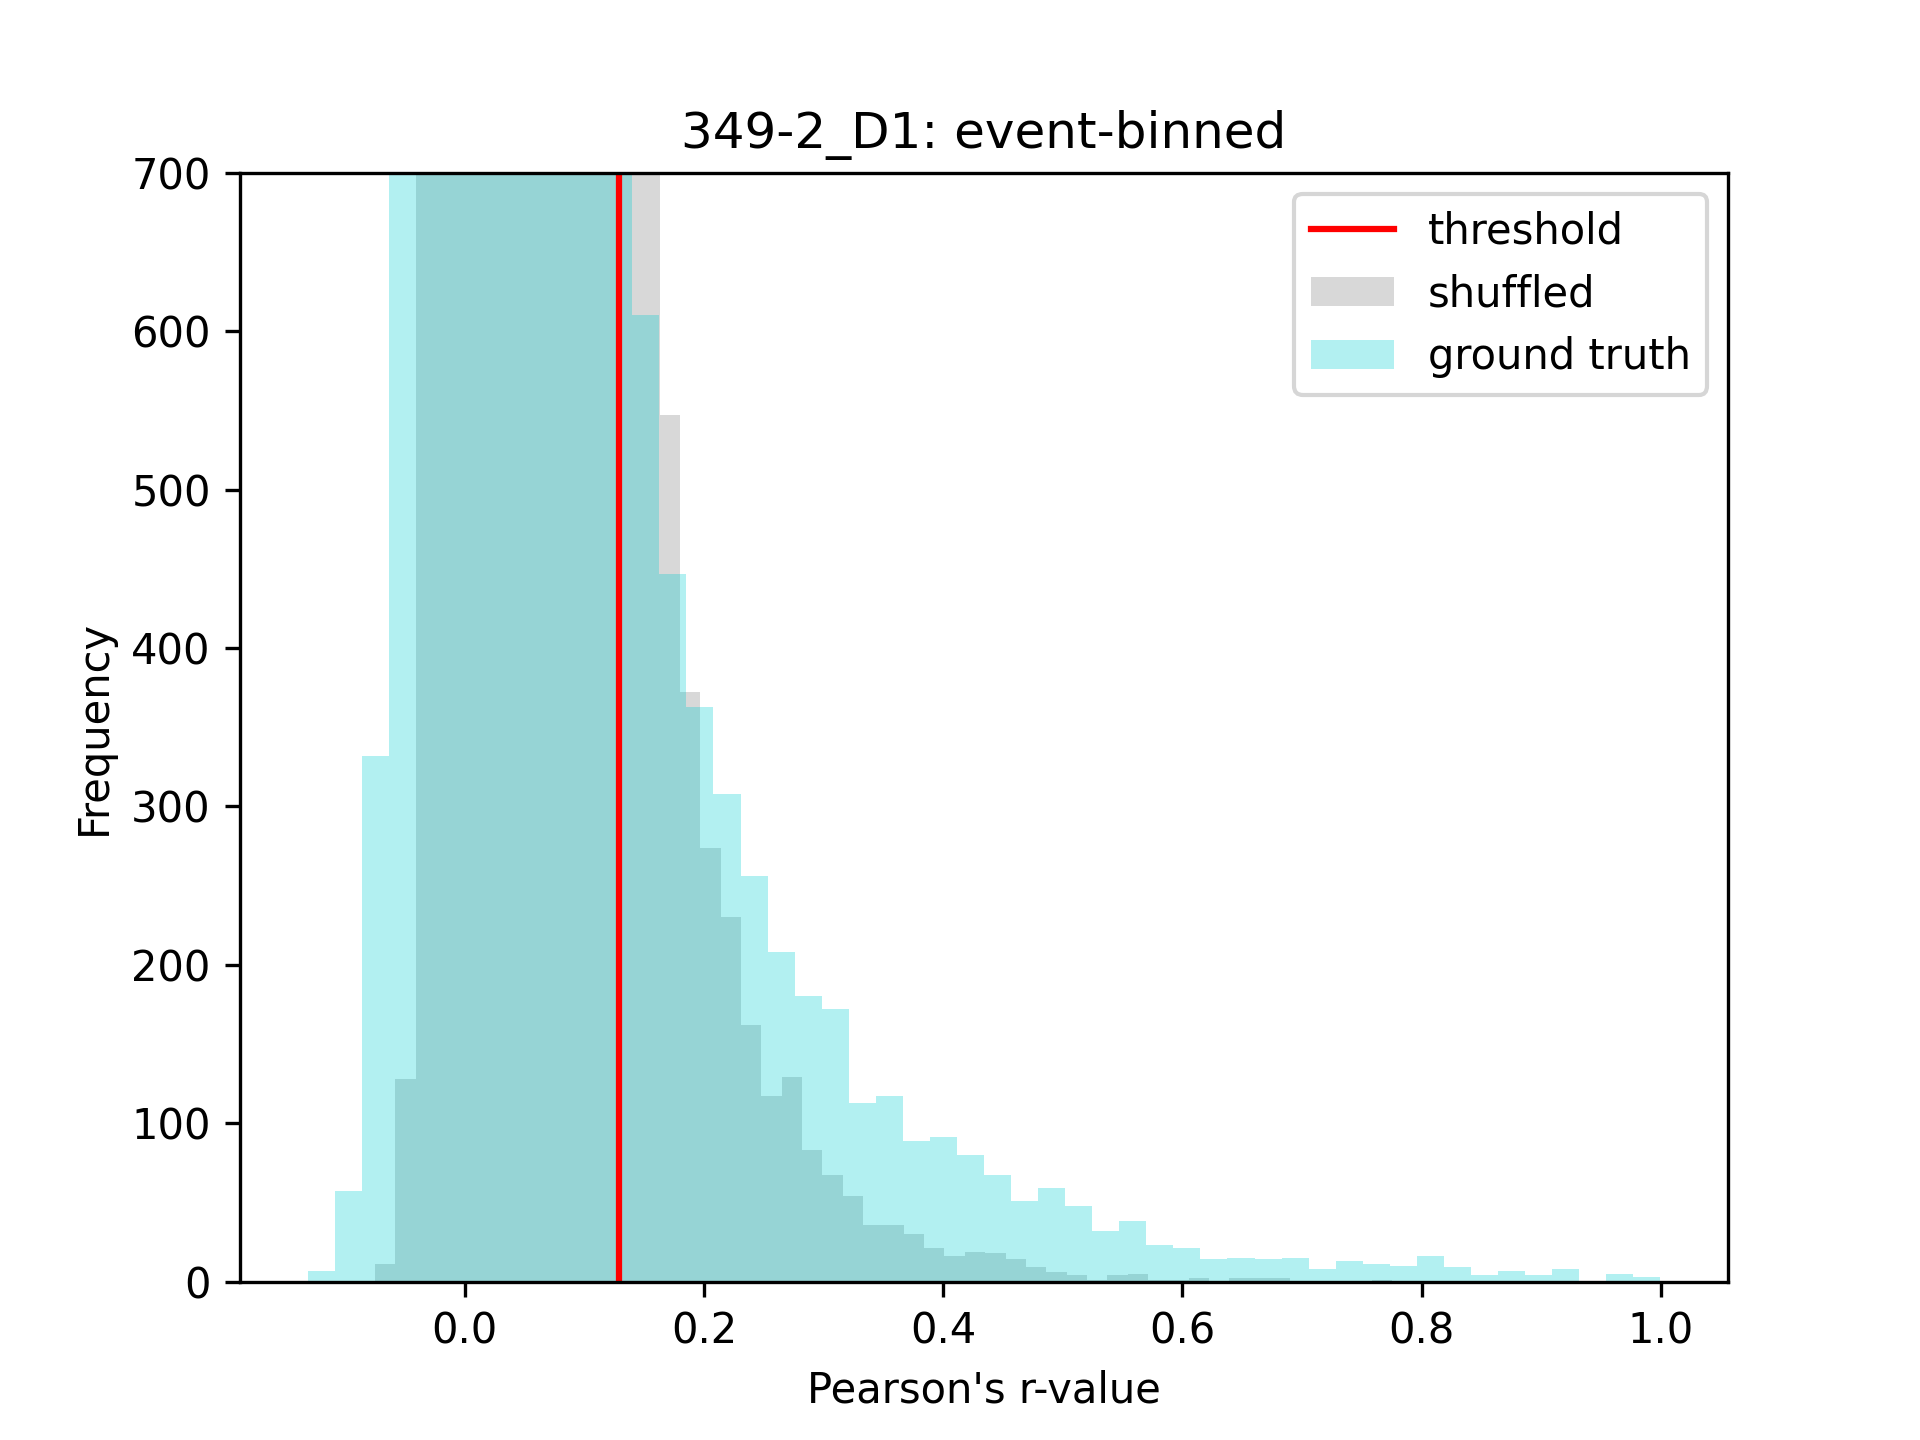 349-2_D1: event-binned
700
600
500
400
300
200
100
0
Frequency
threshold
shuffled
ground truth
0.0 0.2 0.4 0.6 0.8 1.0
Pearson's r-value